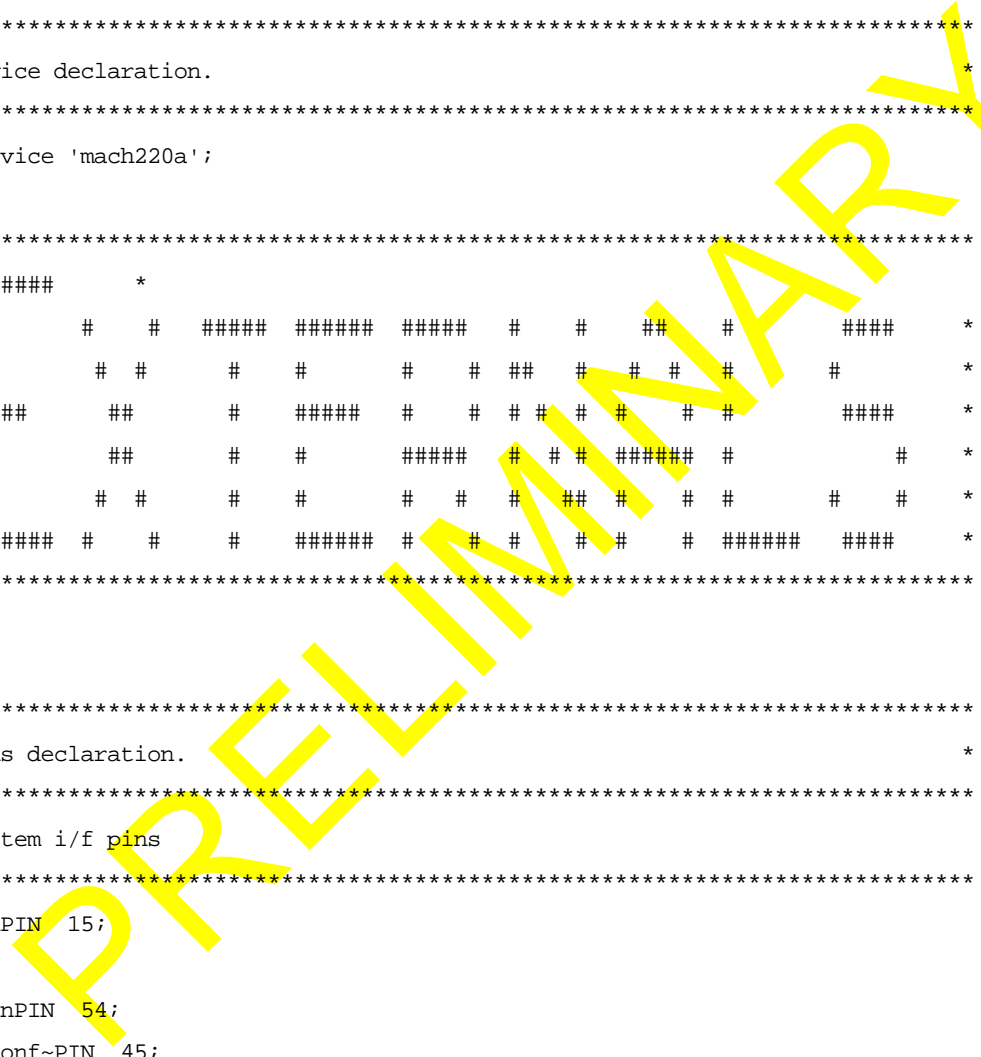 *************************************************************************
ice declaration. *
*************************************************************************
vice 'mach220a';
*************************************************************************
#### *
# # ##### ###### ##### # # ## # #### *
# # # # # # ## # # # # # *
## ## # ##### # # # # # # # # #### *
## # # ##### # # # ###### # # *
# # # # # # # ## # # # # # *
#### # # # ###### # # # # # # ###### #### *
*************************************************************************
*************************************************************************
s declaration. *
*************************************************************************
tem i/f pins
*************************************************************************
PIN 15;
nPIN 54;
onf~PIN 45;
PRELIMINARY